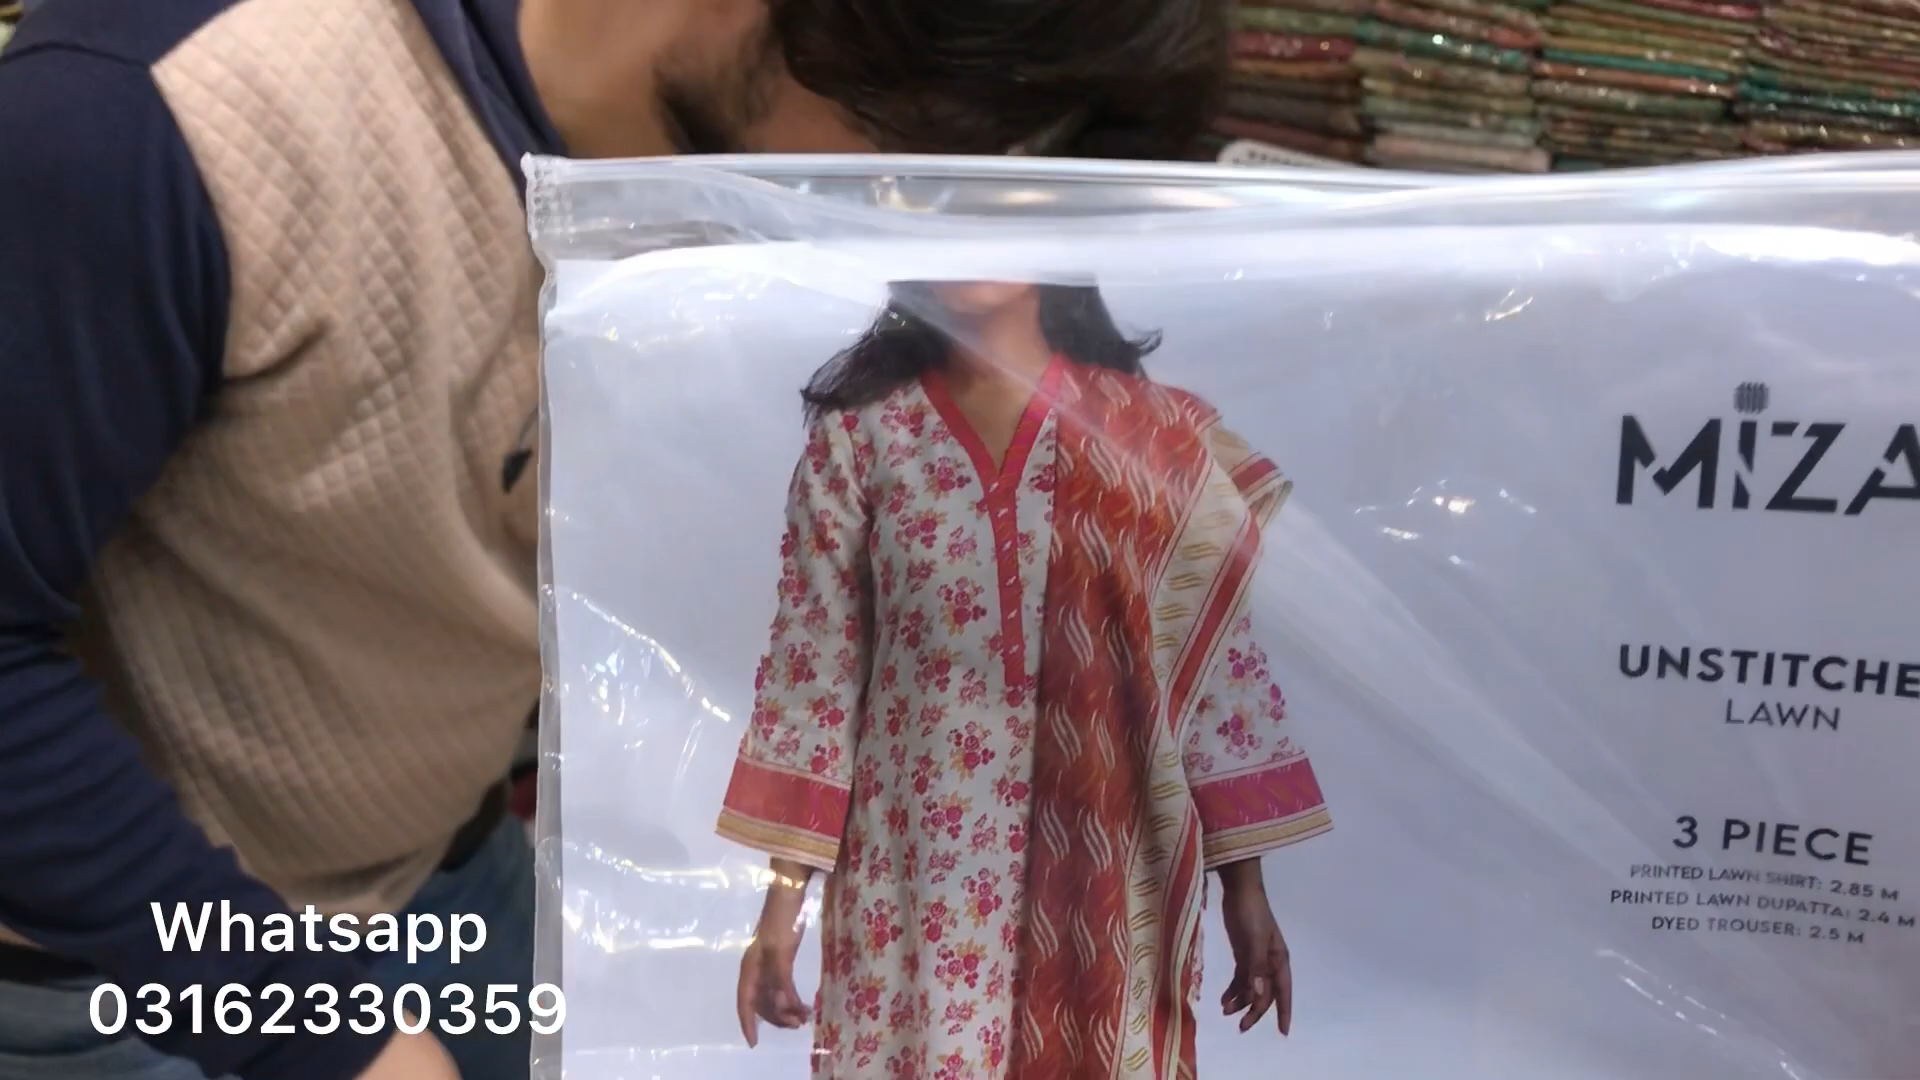 MIZA
UNSTITCHE
LAWN
3 PIECE
PRINTED LAWN SHIRT: 2.85 M
PRINTED LAWN DUPATTA: 2.4 M
DYED TROUSER: 2.5 M
Whatsapp
03162330359